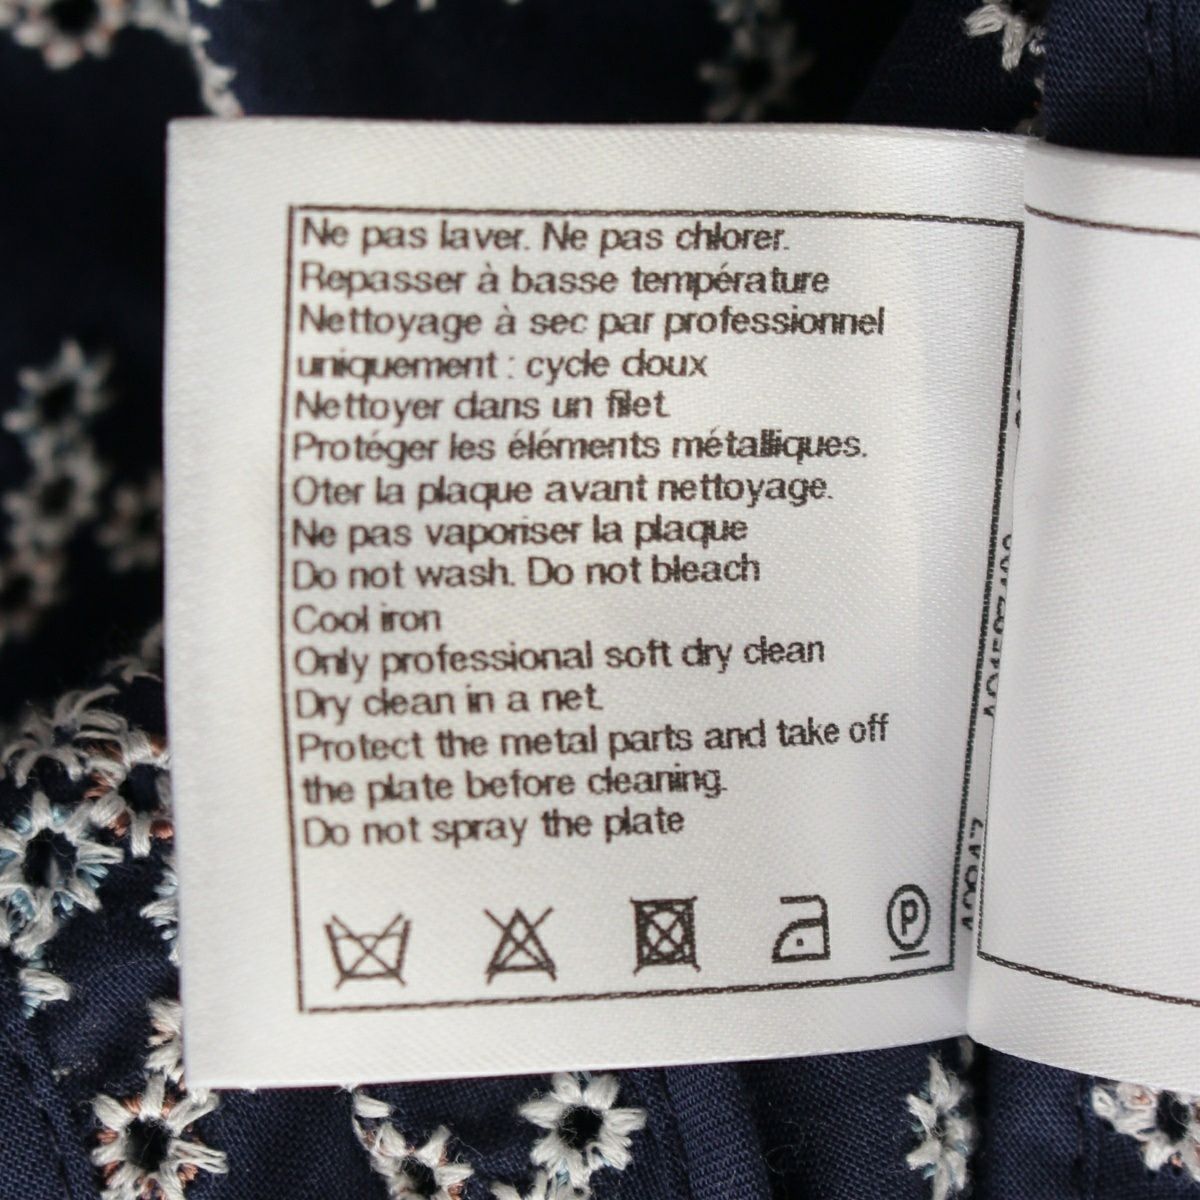 Ne pas laver. Ne pas chlorer.
Repasser à basse température
Nettoyage à sec par professionnel
uniquement : cycle doux
Nettoyer dans un filet.
Protéger les éléments métalliques.
Oter la plaque avant nettoyage.
Ne pas vaporiser la plaque
Do not wash. Do not bleach
Cool iron
Only professional soft dry clean
Dry clean in a net.
Protect the metal parts and take off
the plate before cleaning.
Do not spray the plate
P